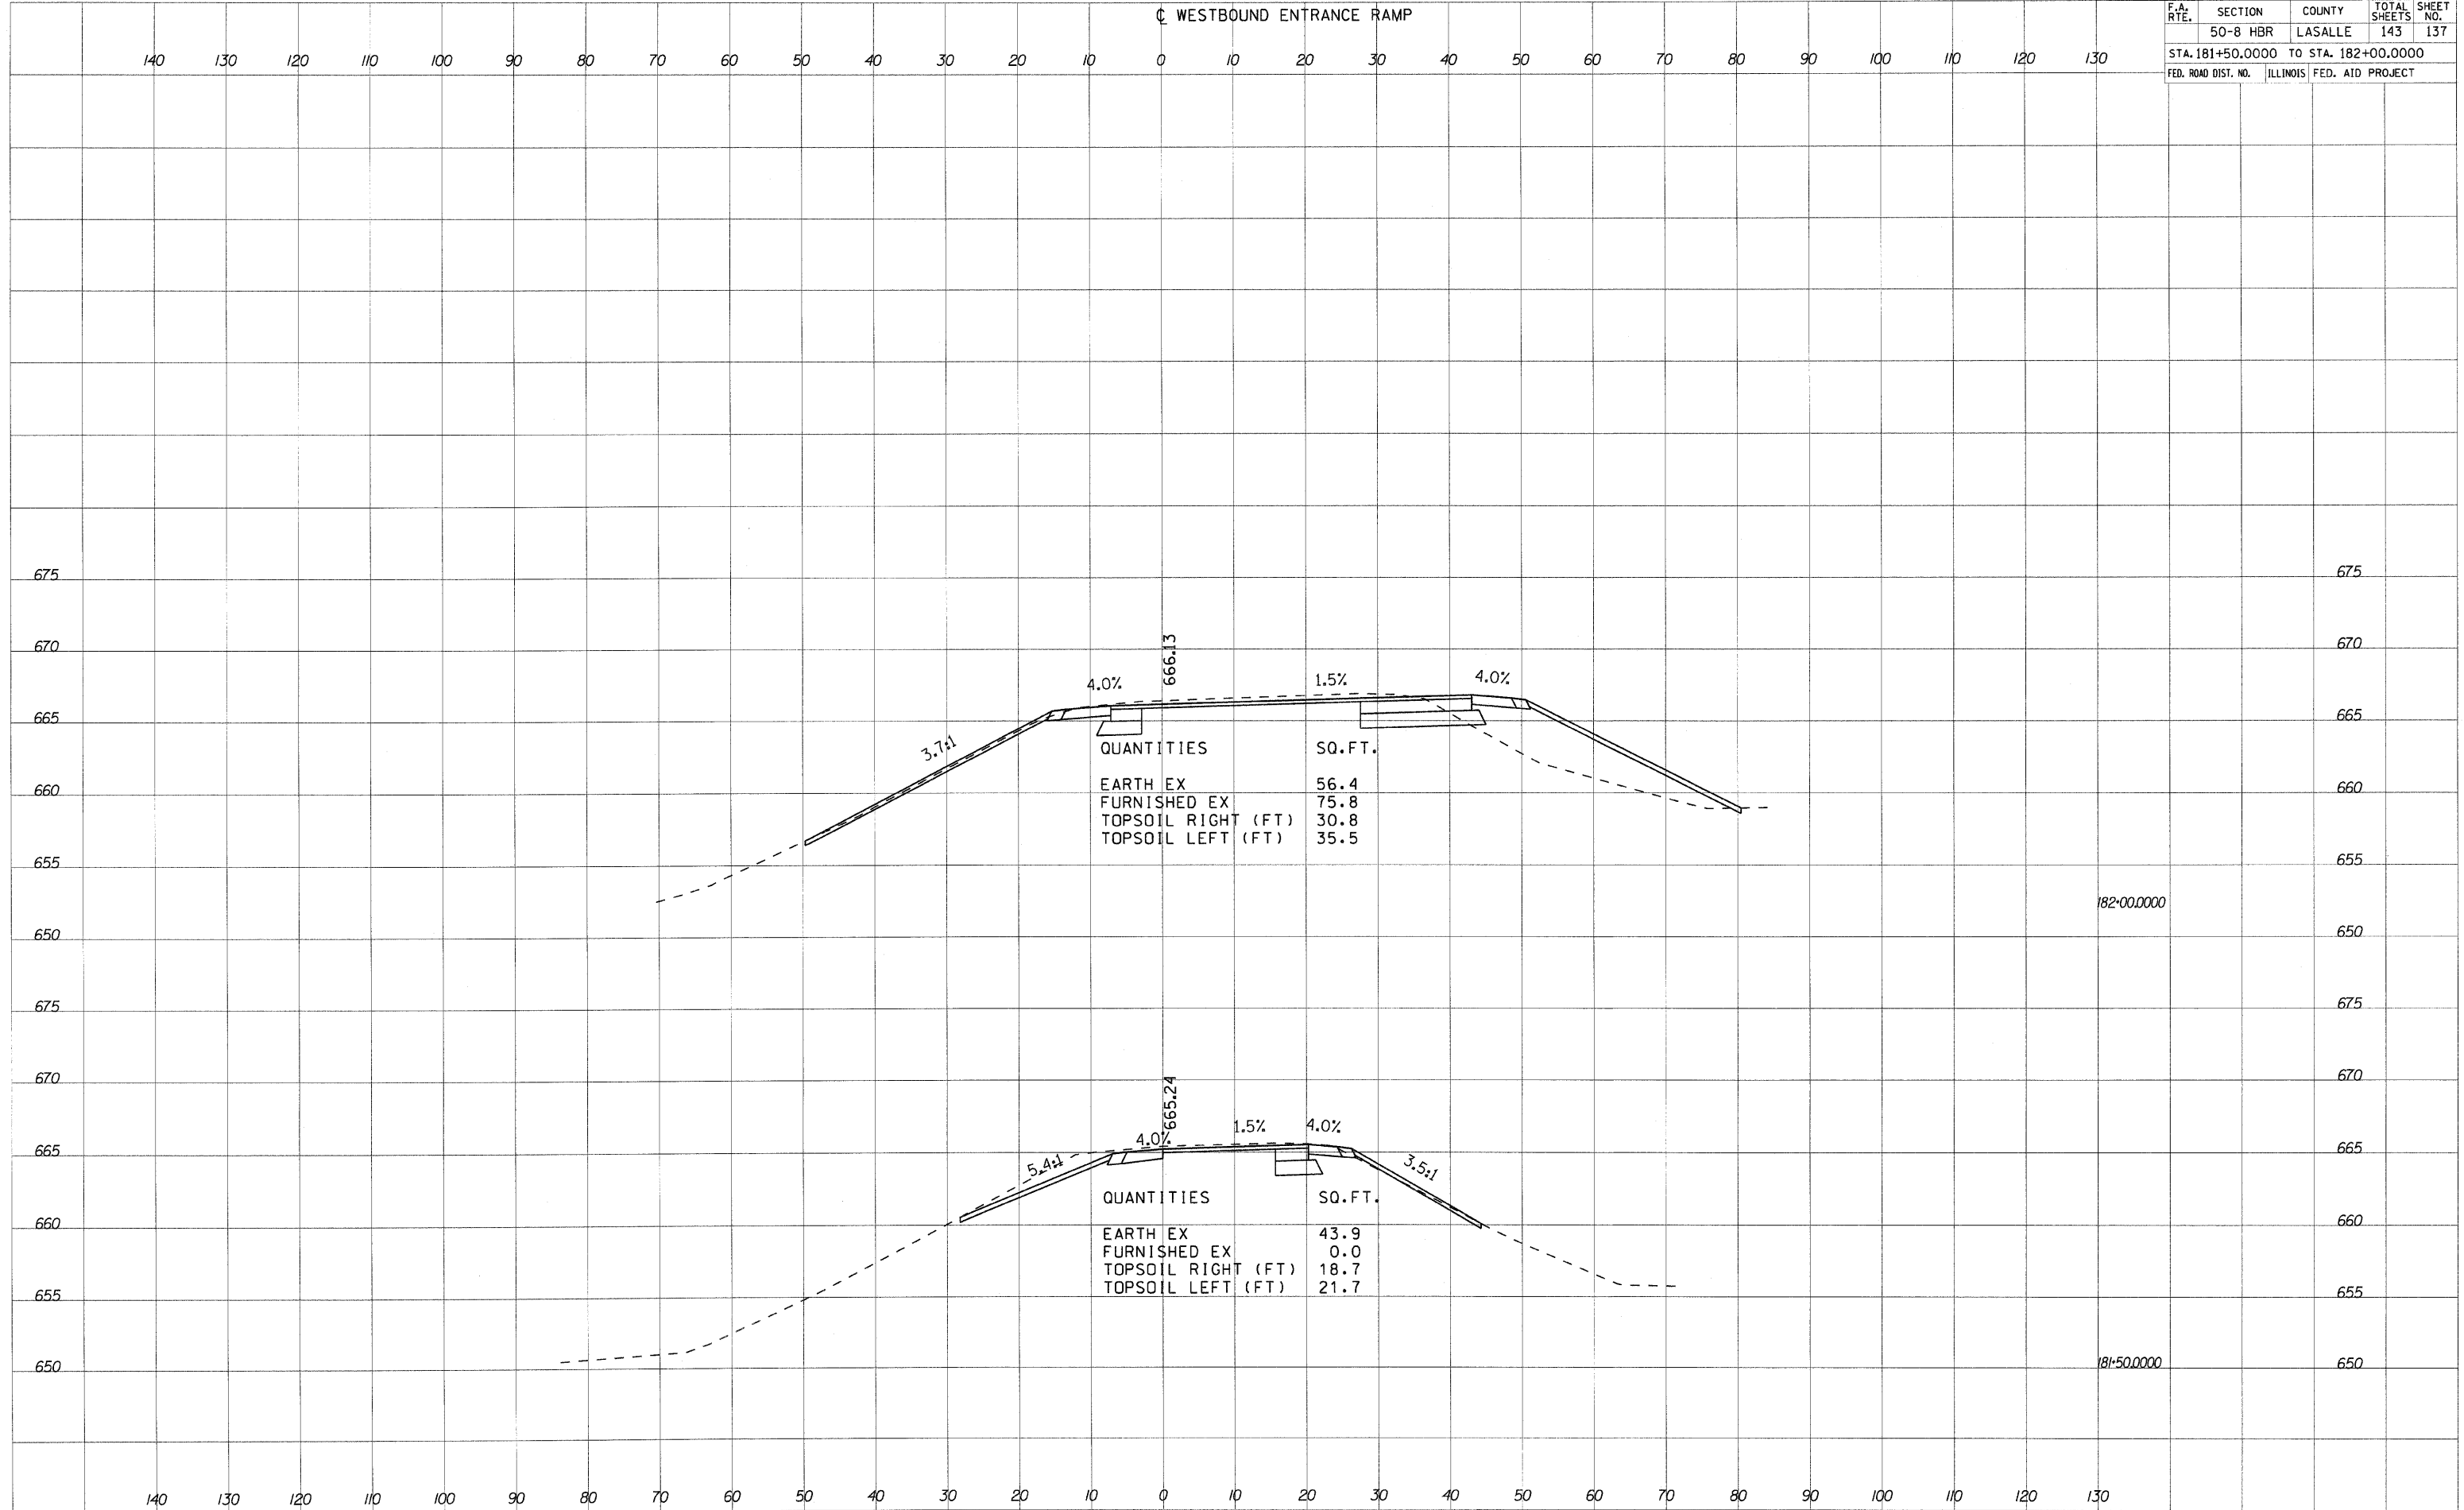 ℄ WESTBOUND ENTRANCE RAMP
F.A. RTE. SECTION COUNTY TOTAL SHEETS SHEET NO.
50-8 HBR LASALLE 143 137
STA. 181+50.0000 TO STA. 182+00.0000
FED. ROAD DIST. NO. ILLINOIS FED. AID PROJECT
140 130 120 110 100 90 80 70 60 50 40 30 20 10 0 10 20 30 40 50 60 70 80 90 100 110 120 130
675 675
670 666.13 670
4.0% 1.5% 4.0%
665 665
3.7:1
QUANTITIES SQ.FT.
EARTH EX 56.4
660 660
FURNISHED EX 75.8
TOPSOIL RIGHT (FT) 30.8
TOPSOIL LEFT (FT) 35.5
655 655
182+00.0000
650 650
675 675
670 665.24 670
4.0% 1.5% 4.0%
665 665
5.4:1 3.5:1
QUANTITIES SQ.FT.
660 660
EARTH EX 43.9
FURNISHED EX 0.0
TOPSOIL RIGHT (FT) 18.7
TOPSOIL LEFT (FT) 21.7
655 655
650 181+50.0000 650
140 130 120 110 100 90 80 70 60 50 40 30 20 10 0 10 20 30 40 50 60 70 80 90 100 110 120 130